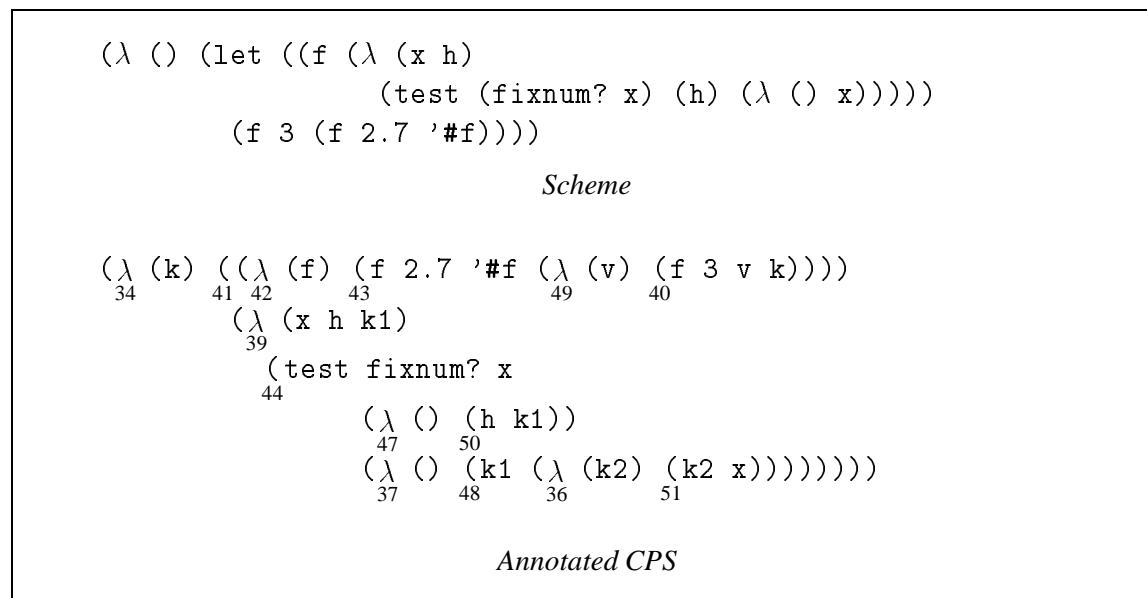 (λ () (let ((f (λ (x h)
(test (fixnum? x) (h) (λ () x)))))
(f 3 (f 2.7 '#f))))
Scheme
(λ (k) ((λ (f) (f 2.7 '#f (λ (v) (f 3 v k))))
34 41 42 43 49 40
(λ (x h k1)
39
(test fixnum? x
44
(λ () (h k1))
47 50
(λ () (k1 (λ (k2) (k2 x))))))))
37 48 36 51
Annotated CPS